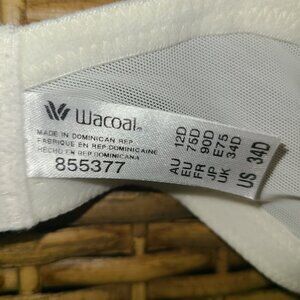 Wacoal®
MADE IN DOMINICAN REP.
FABRIQUE EN REP. DOMINICAINE
HECHO EN REP. DOMINICANA
855377
AU 12D
EU 75D
FR 90D
JP E75
UK 34D
US 34D